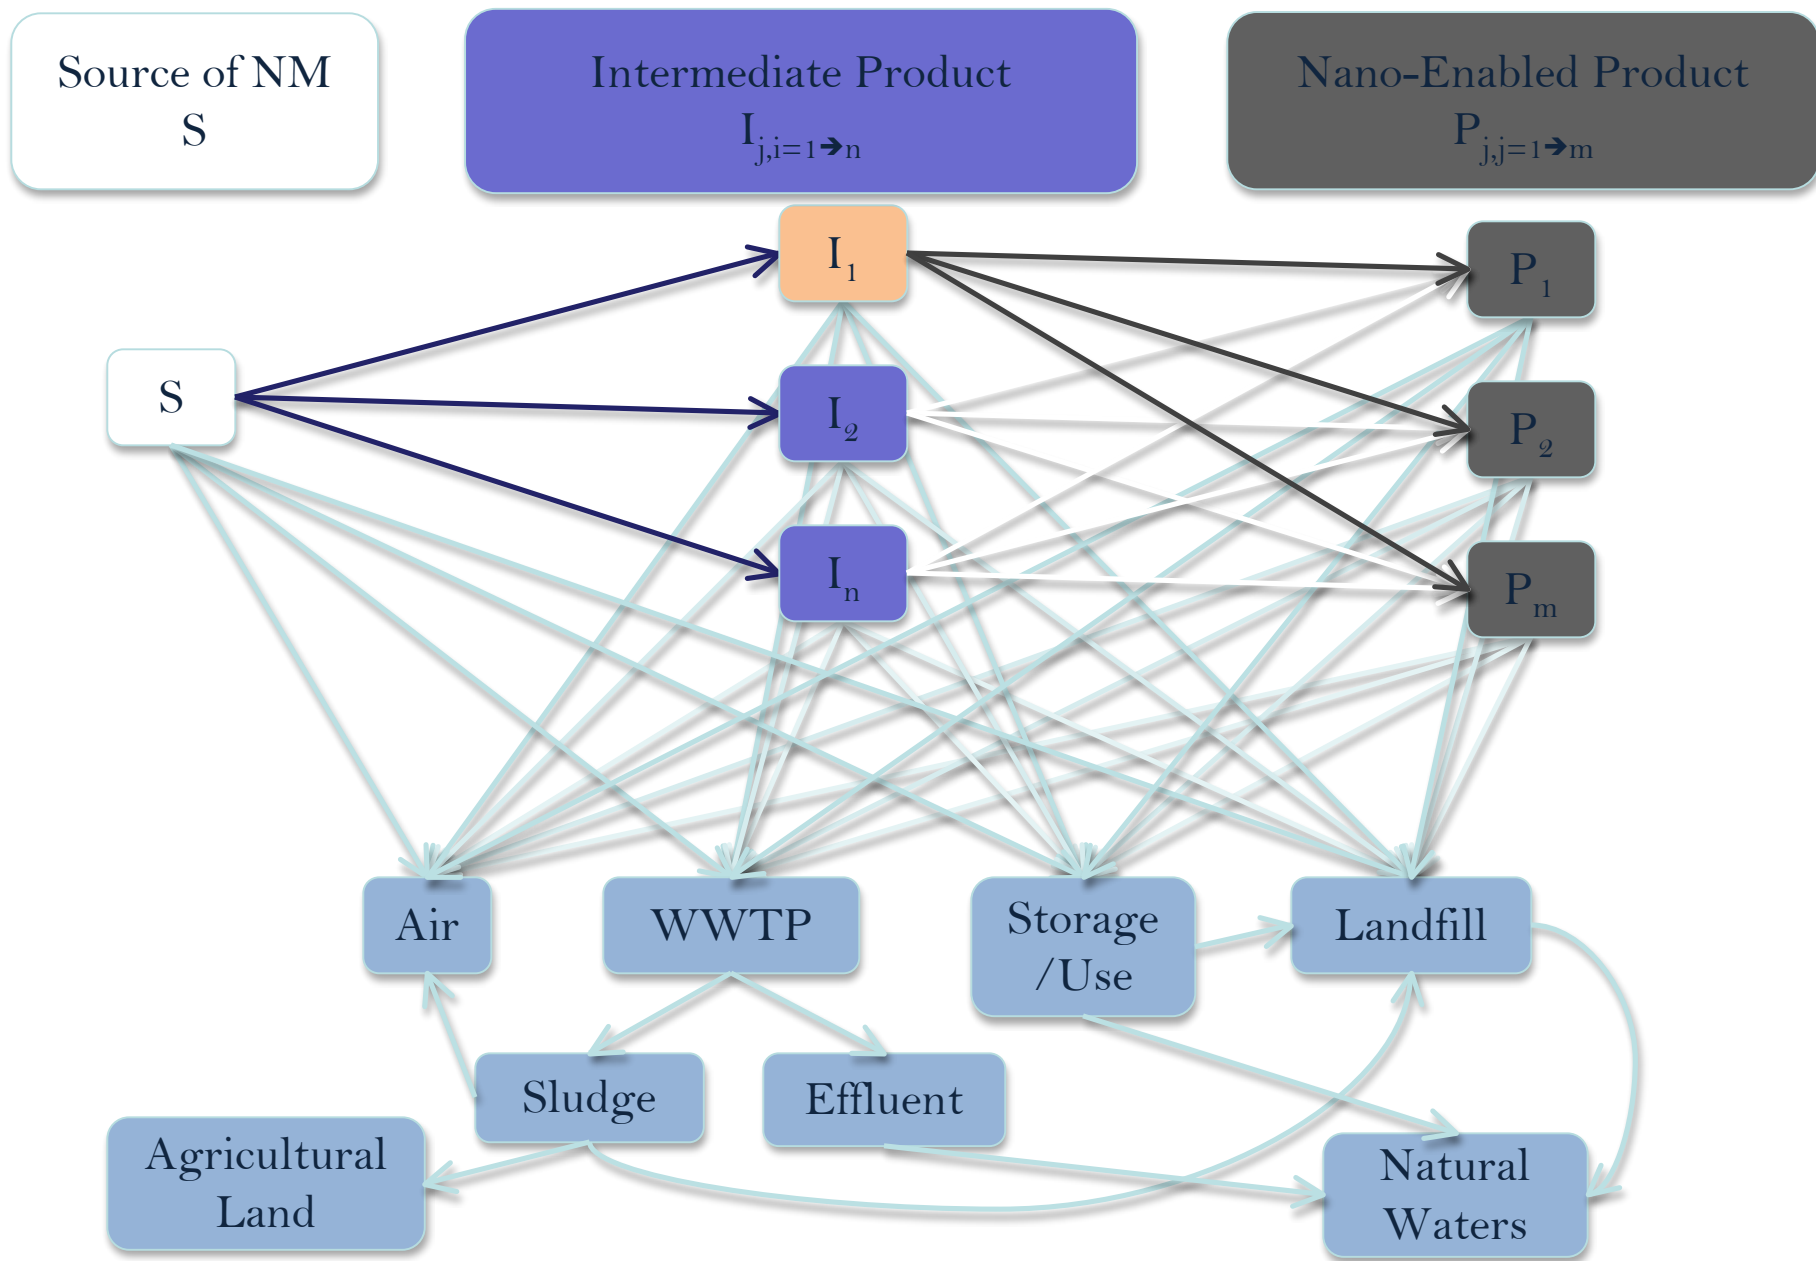 Source of NM
S
Intermediate Product
I_{j,i=1➔n}
Nano-Enabled Product
P_{j,j=1➔m}
I_1
P_1
S
I_2
P_2
I_n
P_m
Air
WWTP
Storage
/Use
Landfill
Sludge
Effluent
Agricultural
Land
Natural
Waters